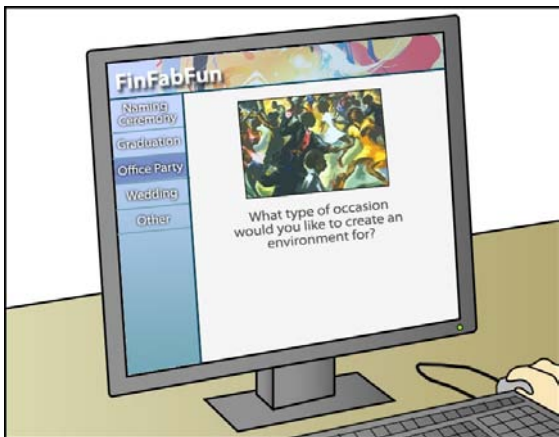 FinFabFun
Naming
Ceremony
Graduation
Office Party
Wedding
Other
What type of occasion
would you like to create an
environment for?